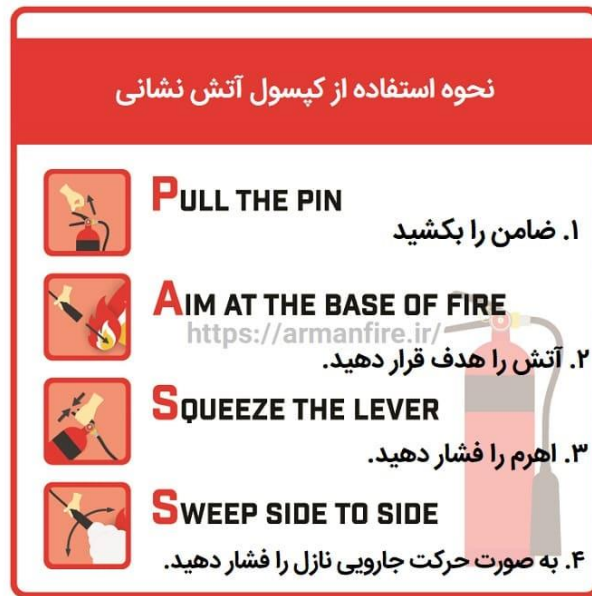 نحوه استفاده از کپسول آتش نشانی
PULL THE PIN
۱. ضامن را بکشید
AIM AT THE BASE OF FIRE
https://armanfire.ir/
۲. آتش را هدف قرار دهید.
SQUEEZE THE LEVER
۳. اهرم را فشار دهید.
SWEEP SIDE TO SIDE
۴. به صورت حرکت جارویی نازل را فشار دهید.